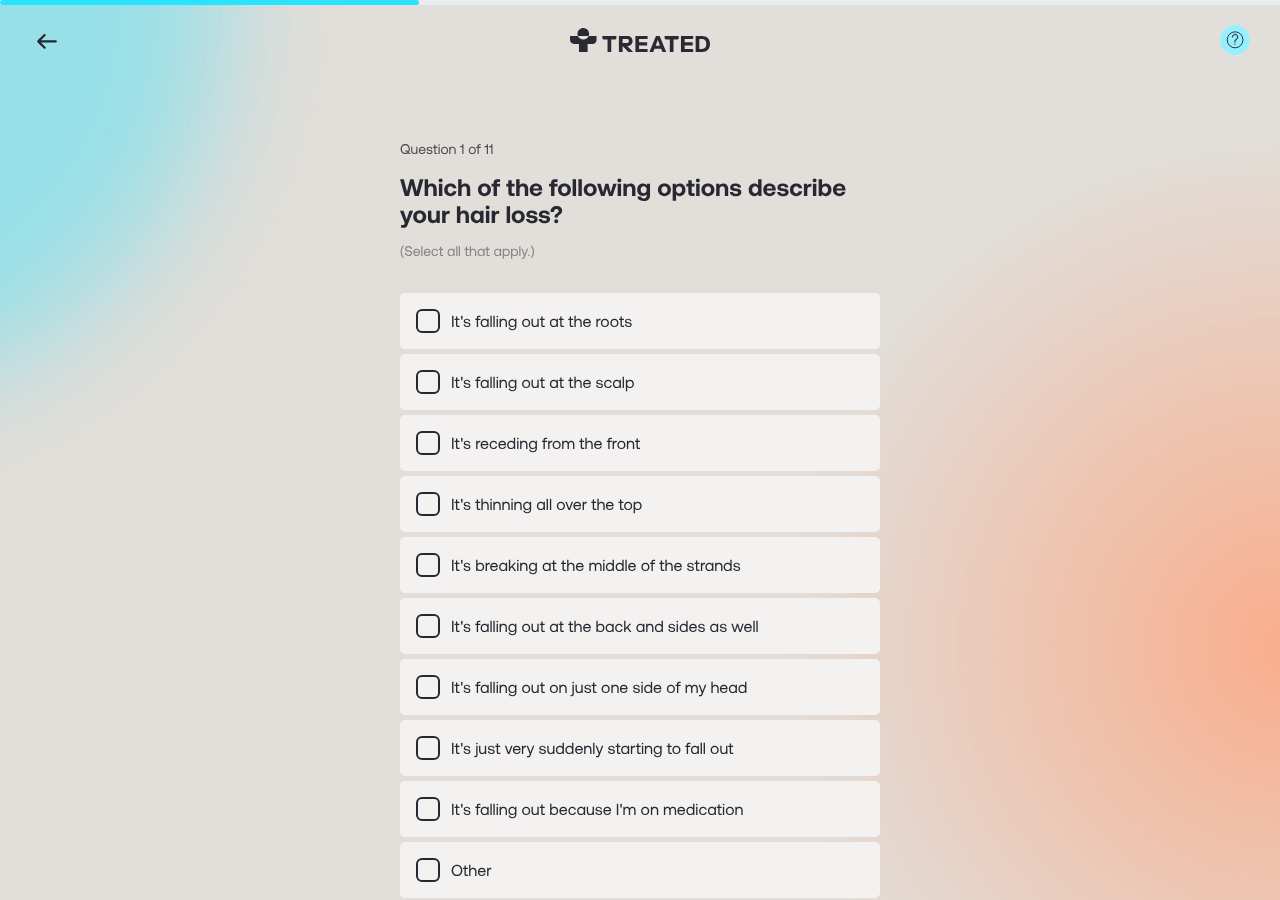 TREATED
Question 1 of 11
Which of the following options describe
your hair loss?
(Select all that apply.)
It's falling out at the roots
It's falling out at the scalp
It's receding from the front
It's thinning all over the top
It's breaking at the middle of the strands
It's falling out at the back and sides as well
It's falling out on just one side of my head
It's just very suddenly starting to fall out
It's falling out because I'm on medication
Other